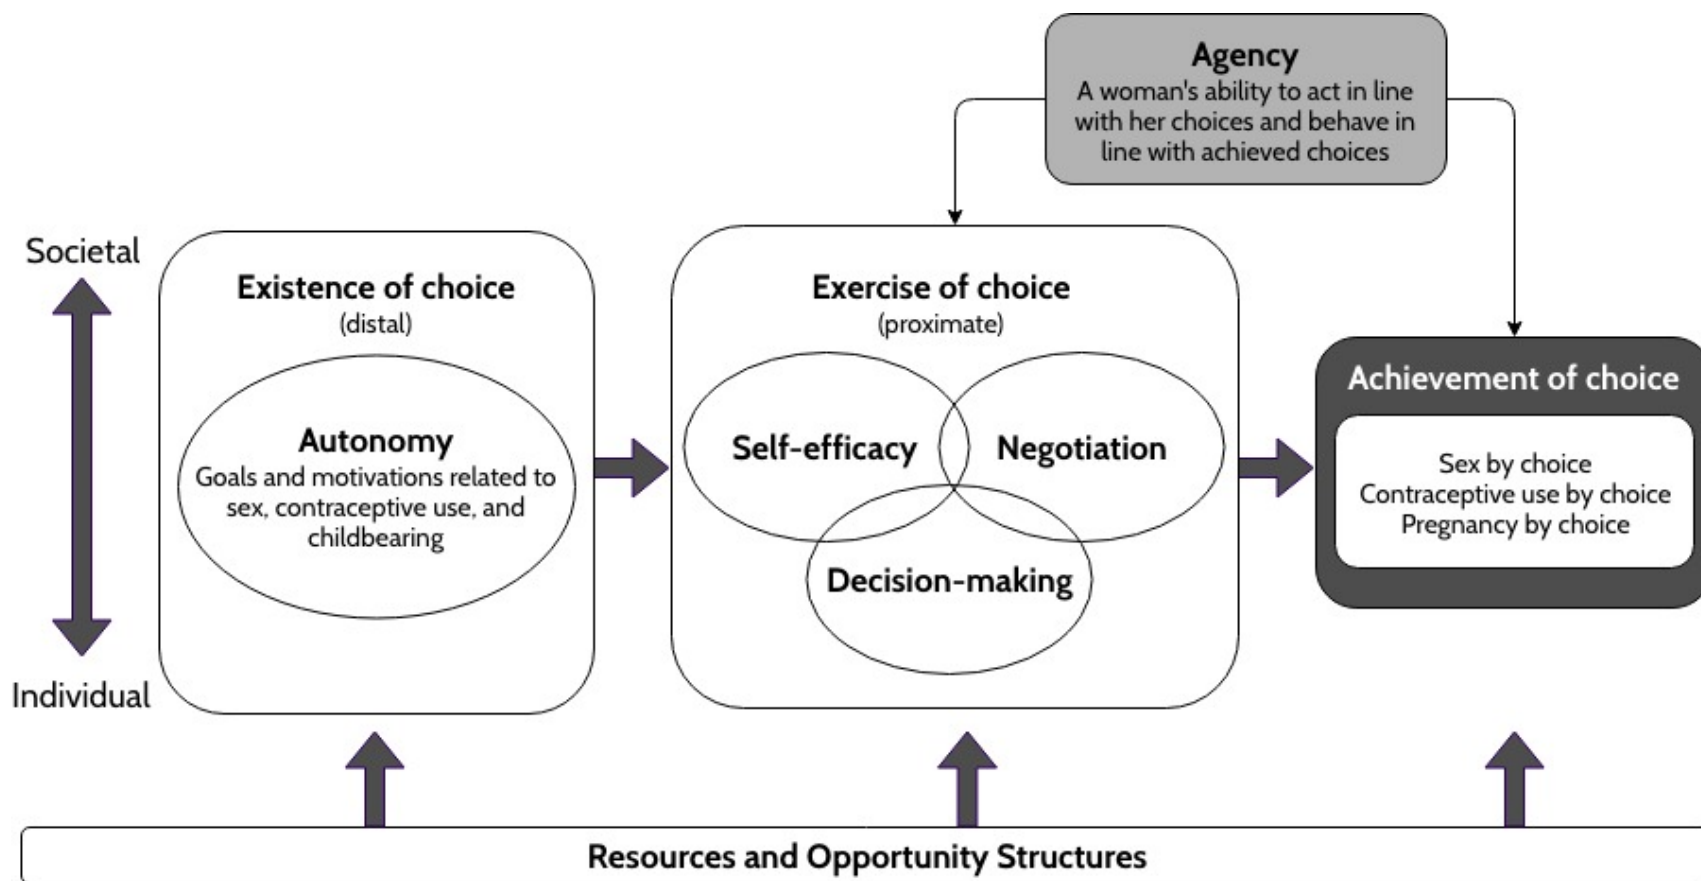 Agency
A woman's ability to act in line
with her choices and behave in
line with achieved choices
Societal
Individual
Existence of choice
(distal)
Autonomy
Goals and motivations related to
sex, contraceptive use, and
childbearing
Exercise of choice
(proximate)
Self-efficacy
Negotiation
Decision-making
Achievement of choice
Sex by choice
Contraceptive use by choice
Pregnancy by choice
Resources and Opportunity Structures